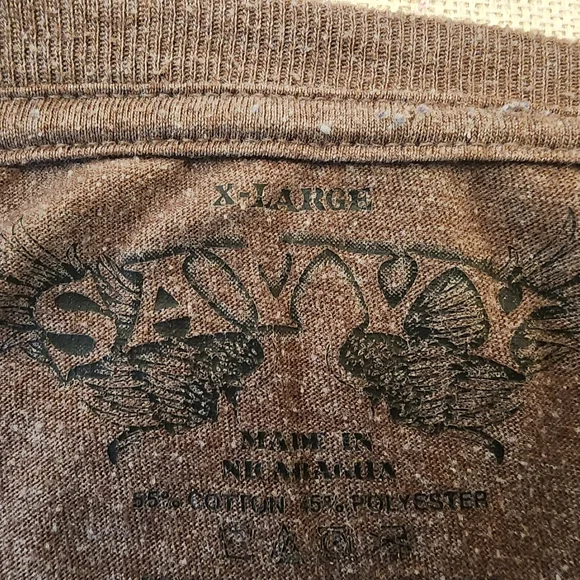 X-LARGE
MADE IN
NICARAGUA
55% COTTON 45% POLYESTER